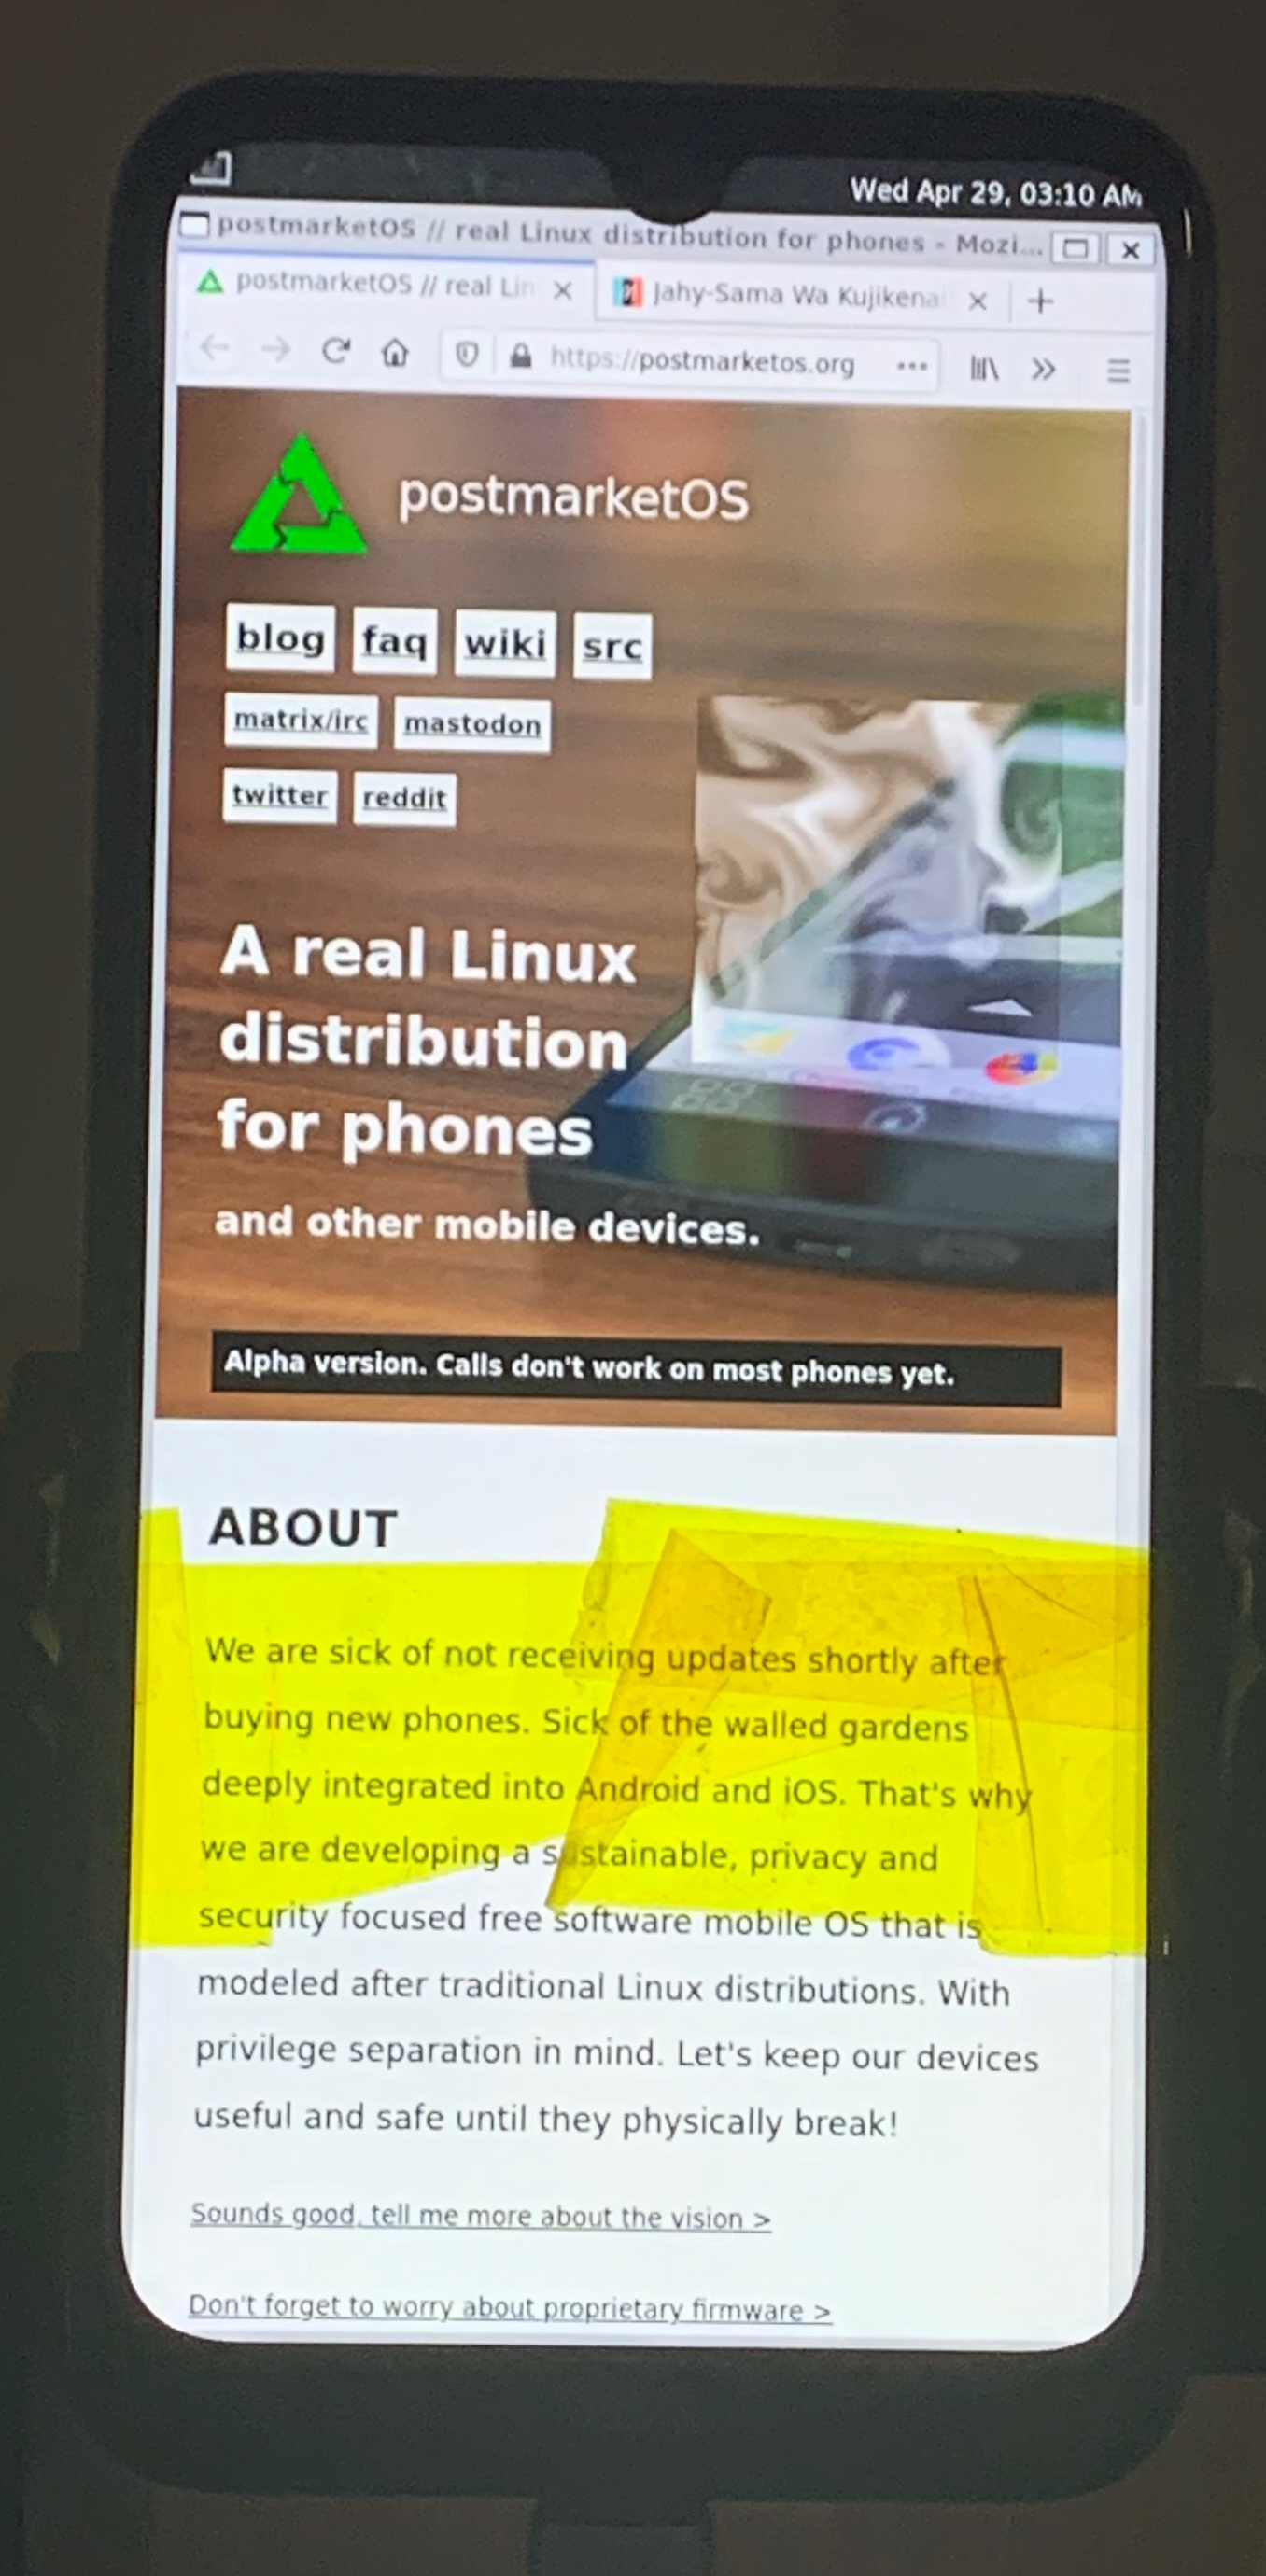 Wed Apr 29, 03:10 AM
postmarketOS // real Linux distribution for phones - Mozi...
postmarketOS // real Lin
Jahy-Sama Wa Kujikena
https://postmarketos.org
postmarketOS
blog faq wiki src
matrix/irc mastodon
twitter reddit
A real Linux
distribution
for phones
and other mobile devices.
Alpha version. Calls don't work on most phones yet.
ABOUT
We are sick of not receiving updates shortly after
buying new phones. Sick of the walled gardens
deeply integrated into Android and iOS. That's why
we are developing a sustainable, privacy and
security focused free software mobile OS that is
modeled after traditional Linux distributions. With
privilege separation in mind. Let's keep our devices
useful and safe until they physically break!
Sounds good, tell me more about the vision >
Don't forget to worry about proprietary firmware >